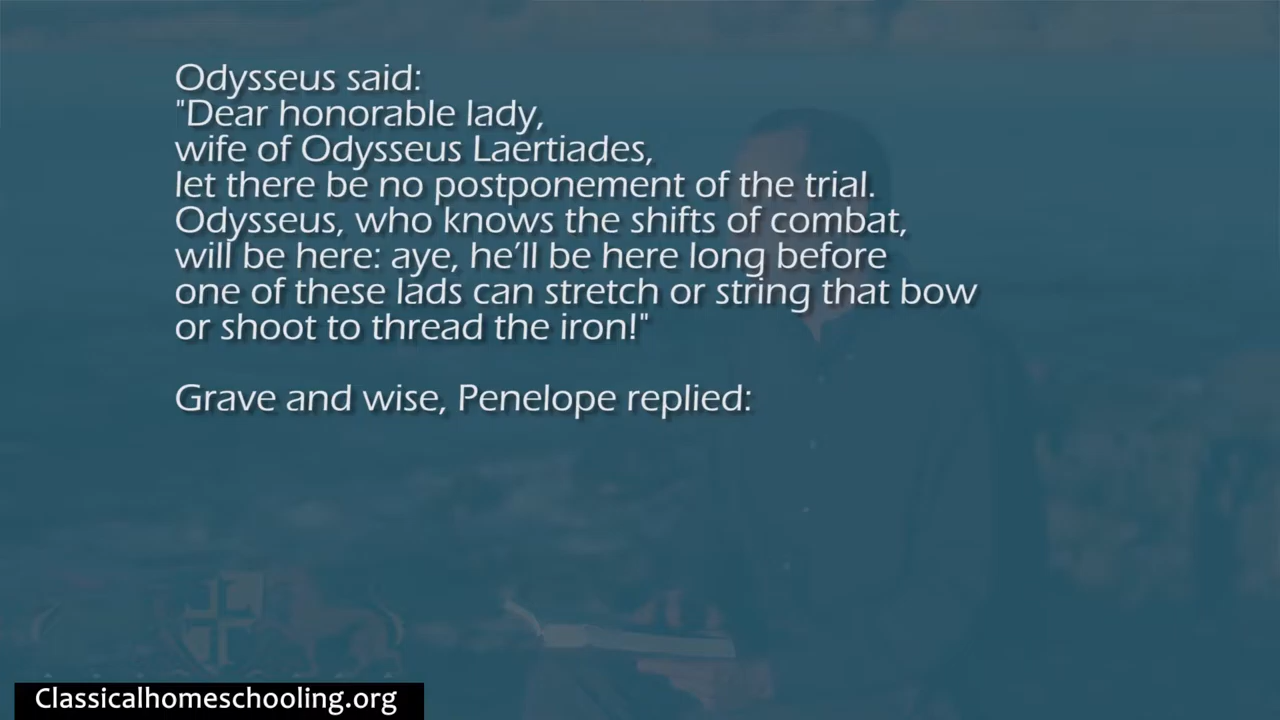 Odysseus said:
"Dear honorable lady,
wife of Odysseus Laertiades,
let there be no postponement of the trial.
Odysseus, who knows the shifts of combat,
will be here: aye, he’ll be here long before
one of these lads can stretch or string that bow
or shoot to thread the iron!"
Grave and wise, Penelope replied:
Classicalhomeschooling.org